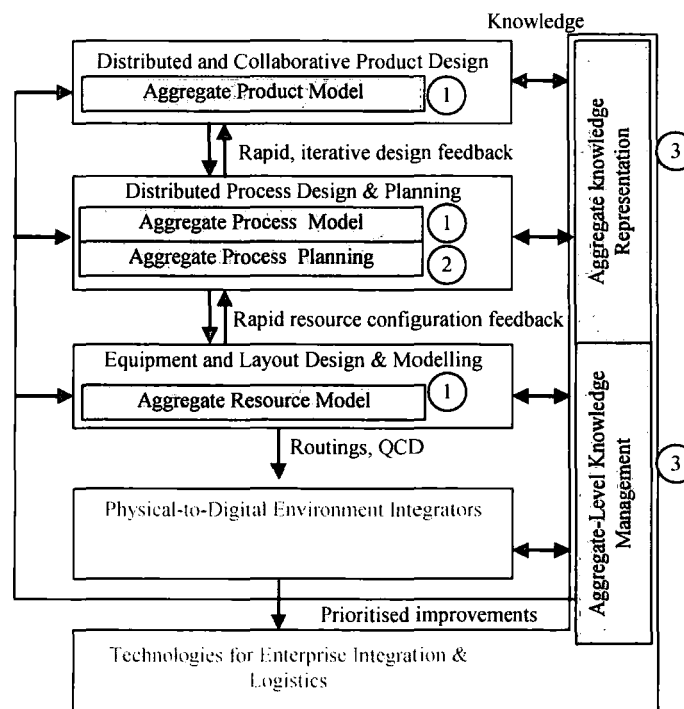 Knowledge
Distributed and Collaborative Product Design
Aggregate Product Model
1
Rapid, iterative design feedback
Distributed Process Design & Planning
Aggregate Process Model
1
Aggregate Process Planning
2
Rapid resource configuration feedback
Equipment and Layout Design & Modelling
Aggregate Resource Model
1
Routings, QCD
Physical-to-Digital Environment Integrators
Prioritised improvements
Technologies for Enterprise Integration &
Logistics
Aggregate knowledge
Representation
3
Aggregate-Level Knowledge
Management
3